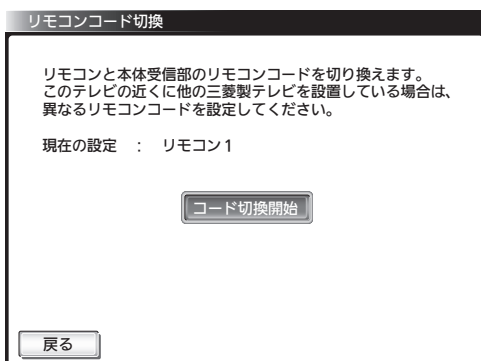 リモコンコード切換
リモコンと本体受信部のリモコンコードを切り換えます。
このテレビの近くに他の三菱製テレビを設置している場合は、
異なるリモコンコードを設定してください。
現在の設定 : リモコン1
コード切換開始
戻る